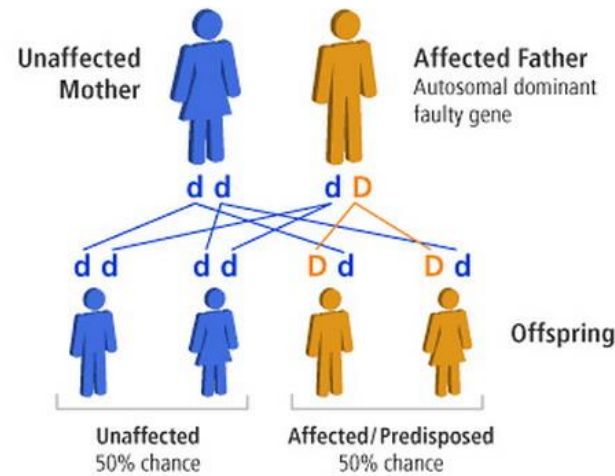 Unaffected
Mother
Affected Father
Autosomal dominant
faulty gene
d d
d D
d d
d d
D d
D d
Offspring
Unaffected
50% chance
Affected/Predisposed
50% chance